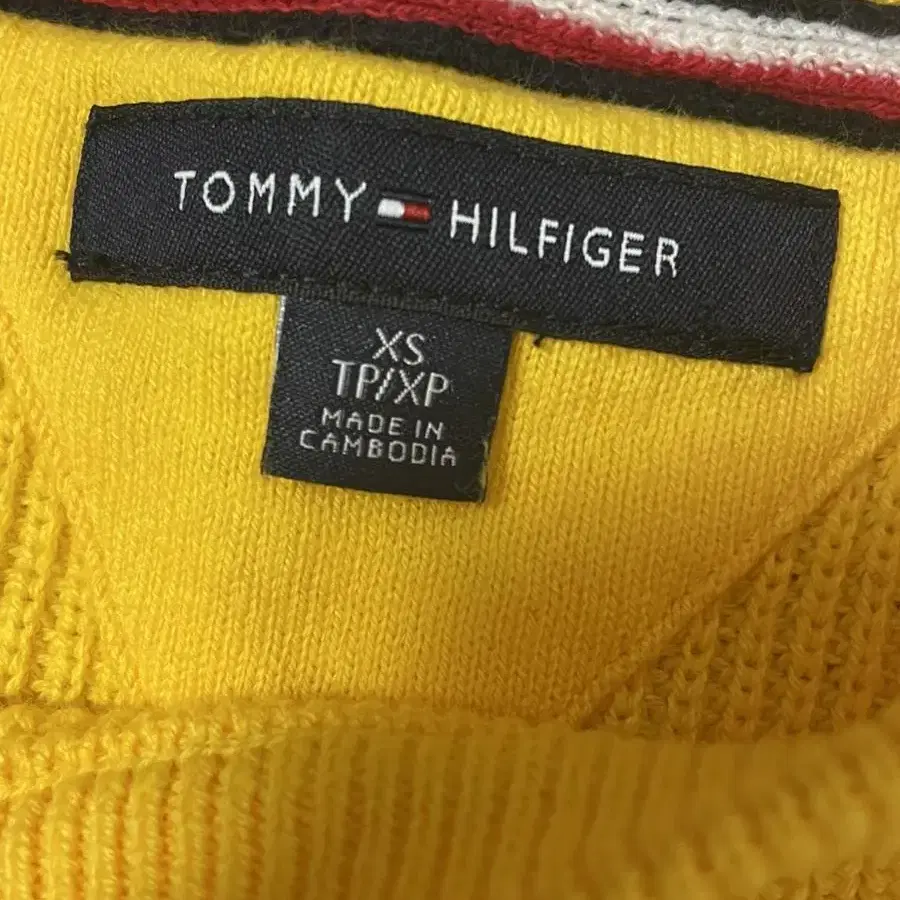 TOMMY HILFIGER
XS
TP/XP
MADE IN
CAMBODIA